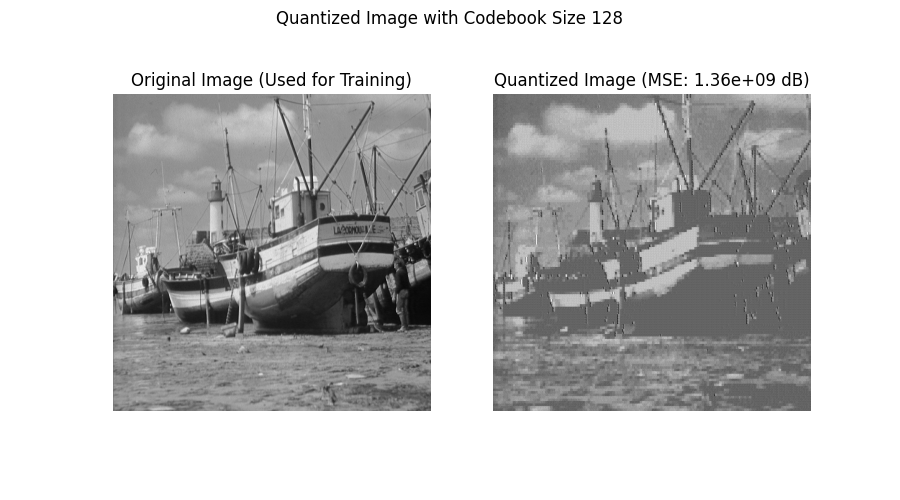 Quantized Image with Codebook Size 128
Original Image (Used for Training)
Quantized Image (MSE: 1.36e+09 dB)